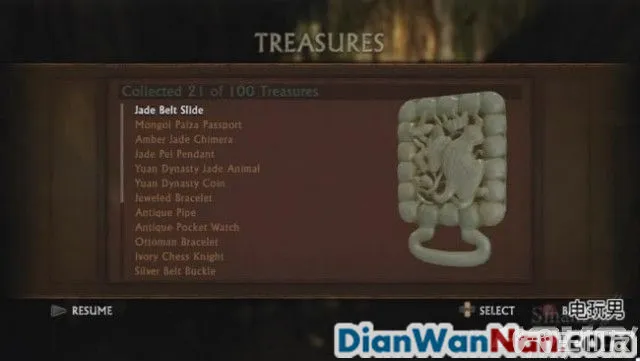 TREASURES
Collected 21 of 100 Treasures
Jade Belt Slide
Mongol Paiza Passport
Amber Jade Chimera
Jade Pei Pendant
Yuan Dynasty Jade Animal
Yuan Dynasty Coin
Jeweled Bracelet
Antique Pipe
Antique Pocket Watch
Ottoman Bracelet
Ivory Chess Knight
Silver Belt Buckle
RESUME
SELECT
电玩男
DianWanNan.com